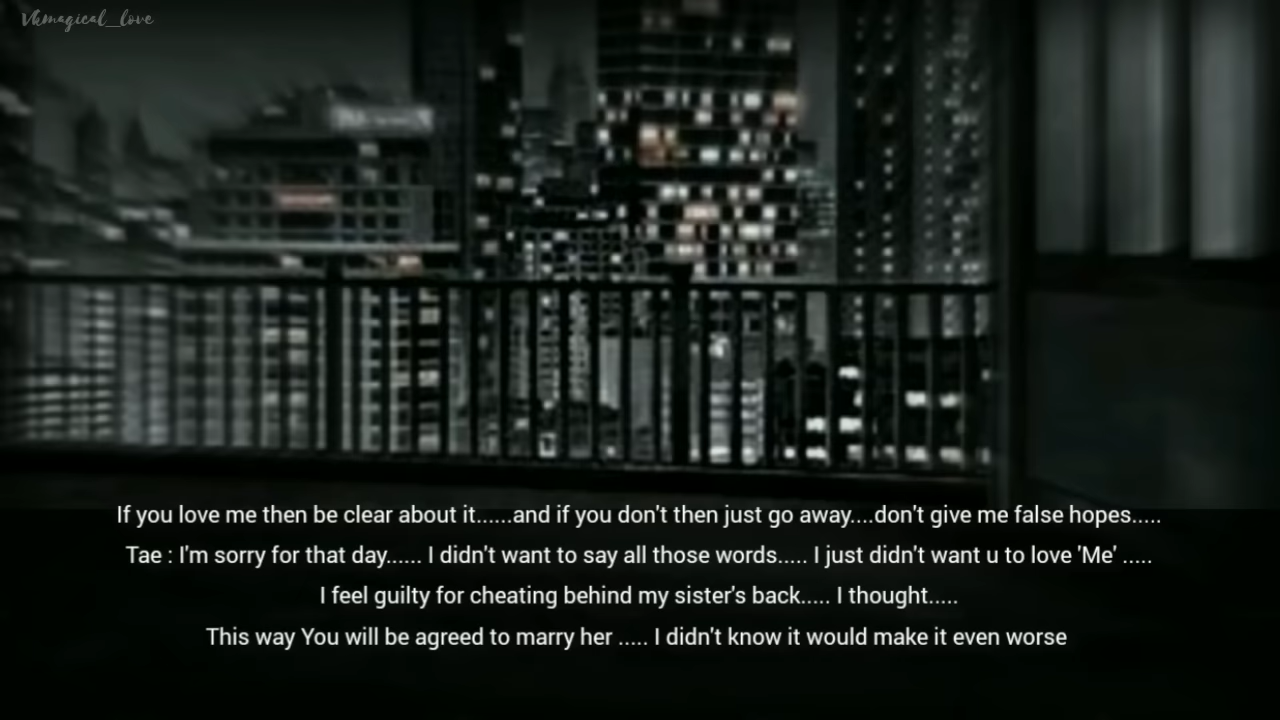 Vkmagical_love
If you love me then be clear about it......and if you don't then just go away....don't give me false hopes.....
Tae : I'm sorry for that day...... I didn't want to say all those words..... I just didn't want u to love 'Me' .....
I feel guilty for cheating behind my sister's back..... I thought.....
This way You will be agreed to marry her ..... I didn't know it would make it even worse